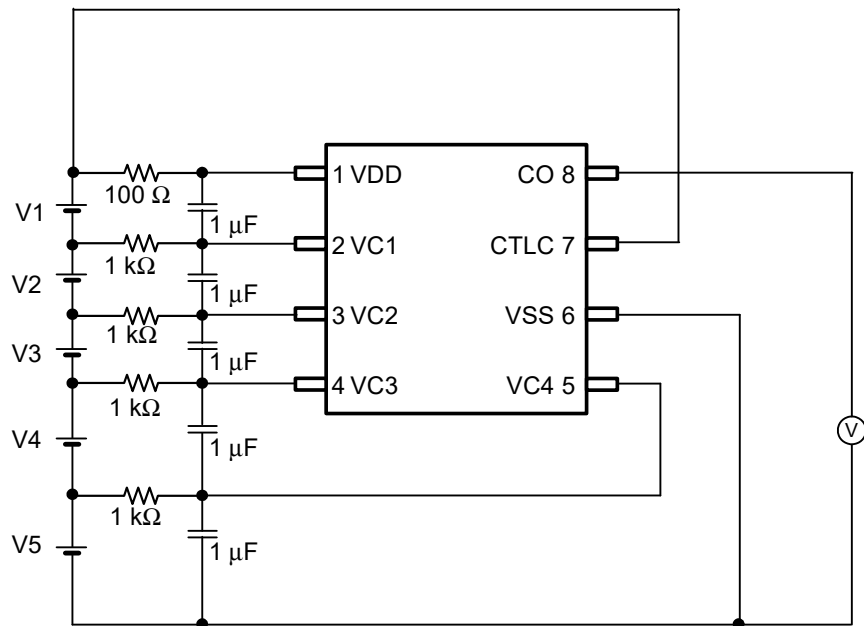 1 VDD
CO 8
100 Ω
V1
1 µF
2 VC1
CTLC 7
1 kΩ
V2
1 µF
3 VC2
VSS 6
1 kΩ
V3
1 µF
4 VC3
VC4 5
1 kΩ
V4
V
1 µF
1 kΩ
V5
1 µF